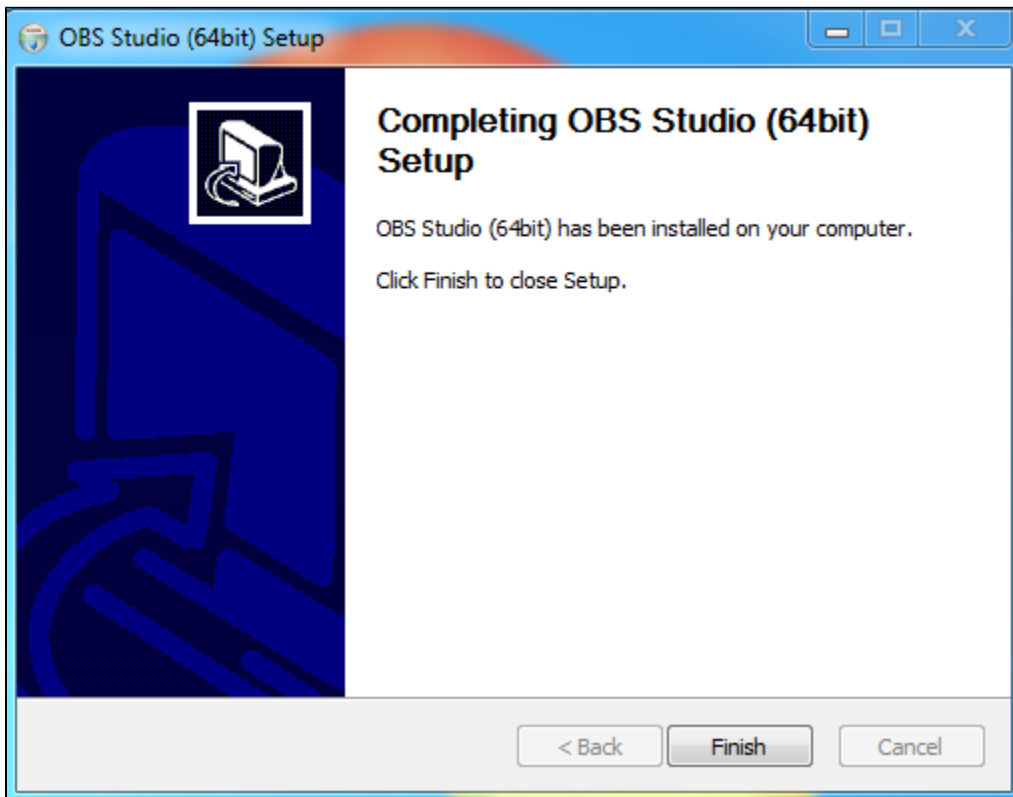 OBS Studio (64bit) Setup
Completing OBS Studio (64bit)
Setup
OBS Studio (64bit) has been installed on your computer.
Click Finish to close Setup.
< Back
Finish
Cancel